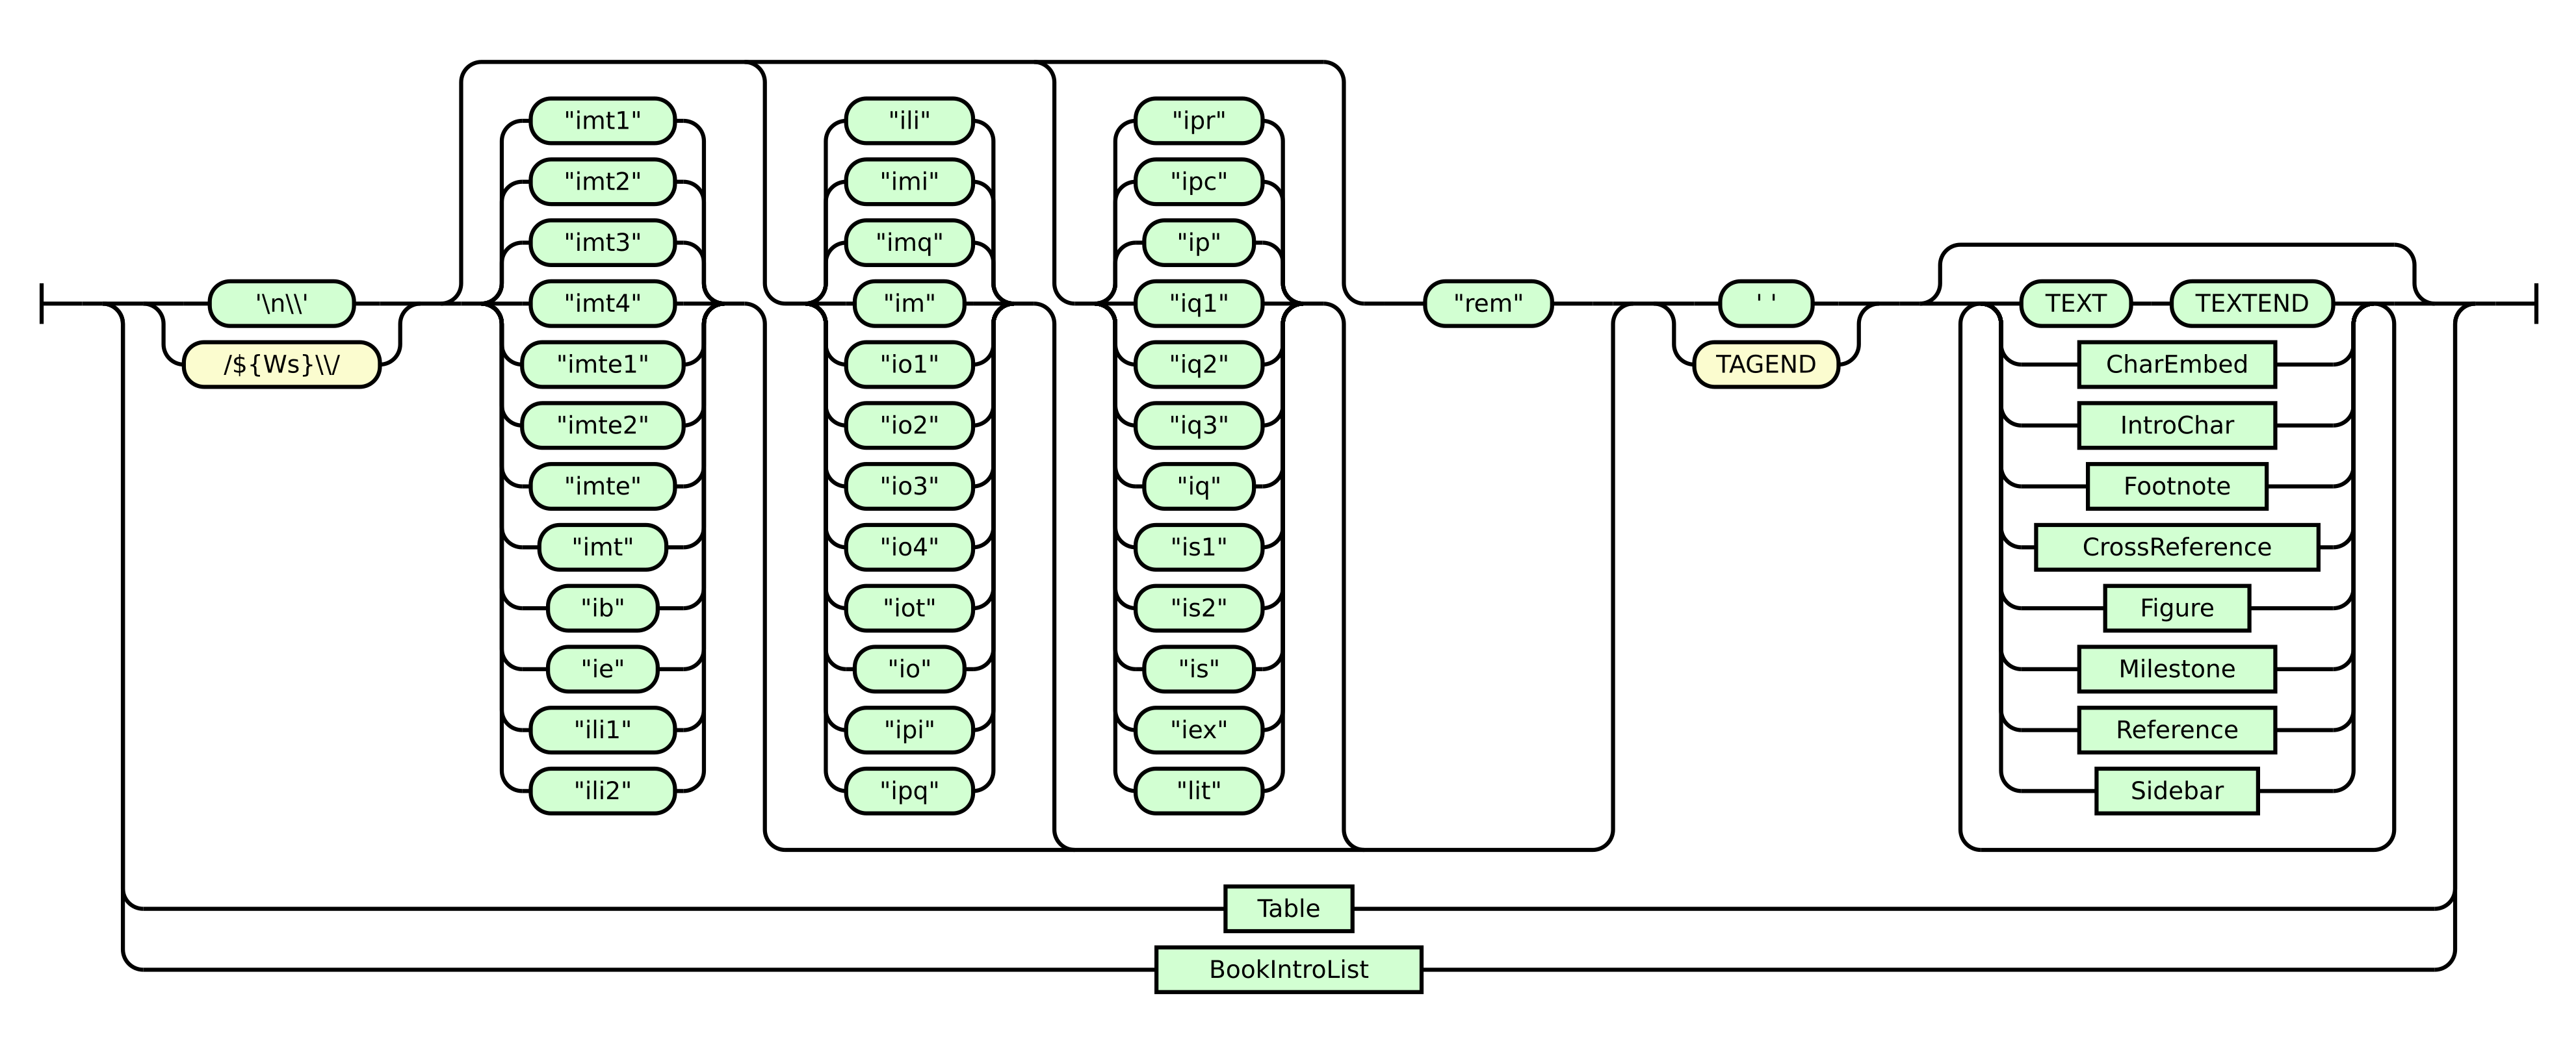 '\n\\'
/${Ws}\\/
"imt1"
"imt2"
"imt3"
"imt4"
"imte1"
"imte2"
"imte"
"imt"
"ib"
"ie"
"ili1"
"ili2"
"ili"
"imi"
"imq"
"im"
"io1"
"io2"
"io3"
"io4"
"iot"
"io"
"ipi"
"ipq"
"ipr"
"ipc"
"ip"
"iq1"
"iq2"
"iq3"
"iq"
"is1"
"is2"
"is"
"iex"
"lit"
"rem"
' '
TAGEND
TEXT TEXTEND
CharEmbed
IntroChar
Footnote
CrossReference
Figure
Milestone
Reference
Sidebar
Table
BookIntroList